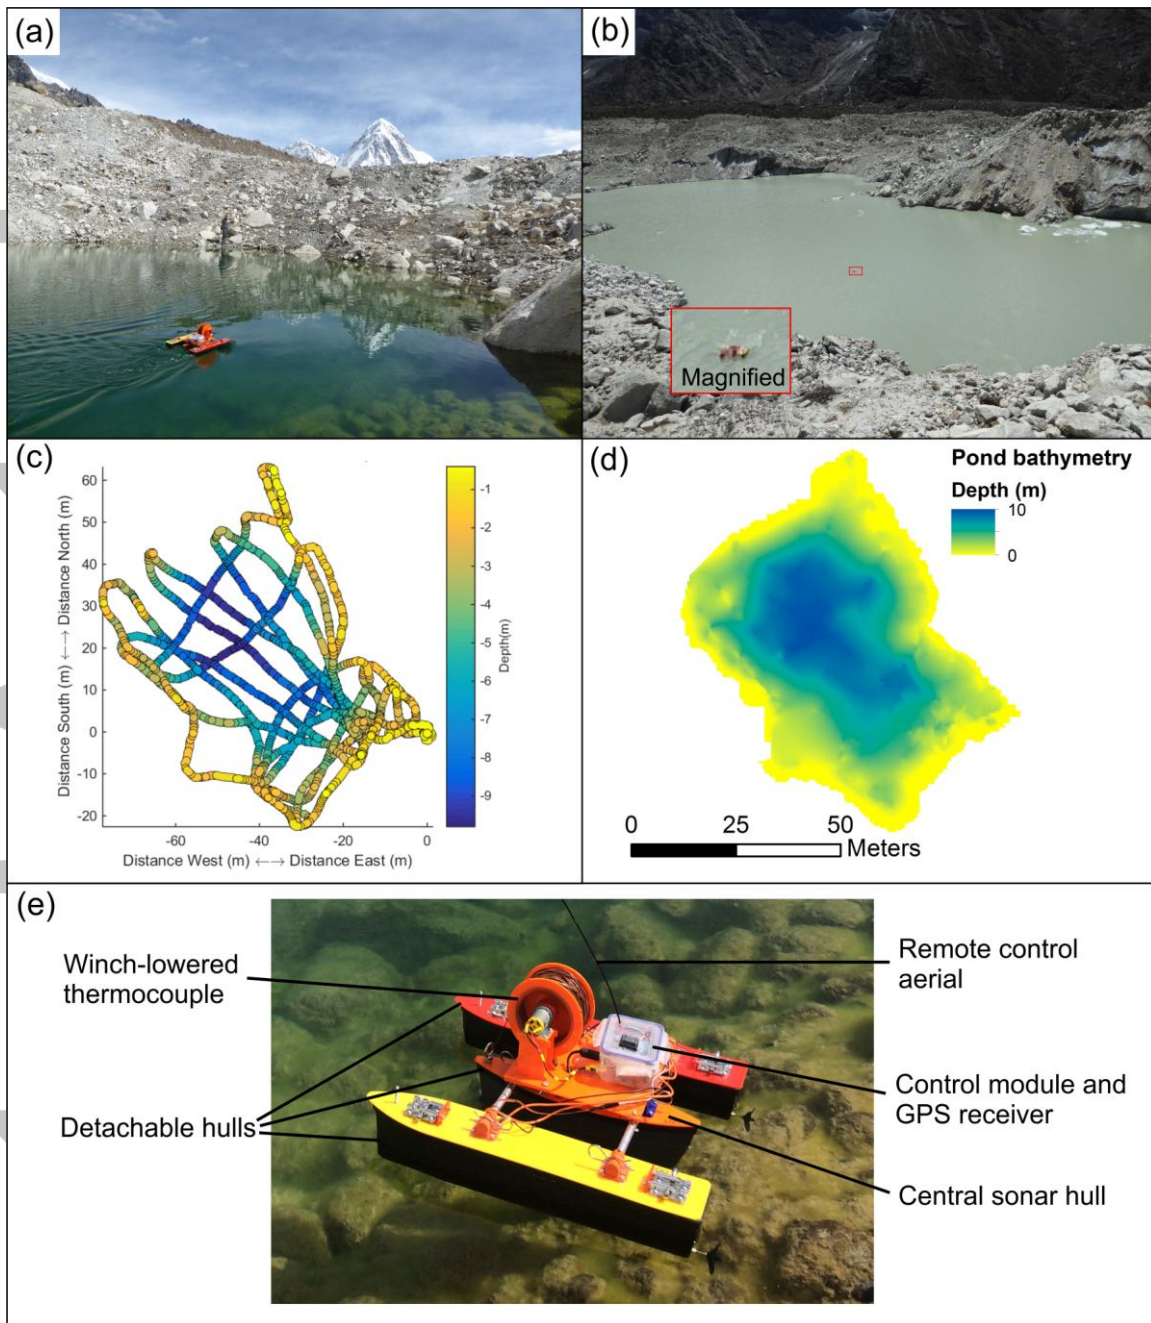 (a)
(b)
Magnified
(c)
Distance South (m) ←→ Distance North (m)
60
50
40
30
20
10
0
-10
-20
-60
-40
-20
0
Distance West (m) ←→ Distance East (m)
-1
-2
-3
-4
-5
-6
-7
-8
-9
Depth(m)
(d)
Pond bathymetry
Depth (m)
10
0
0
25
50
Meters
(e)
Winch-lowered
thermocouple
Detachable hulls
Remote control
aerial
Control module and
GPS receiver
Central sonar hull